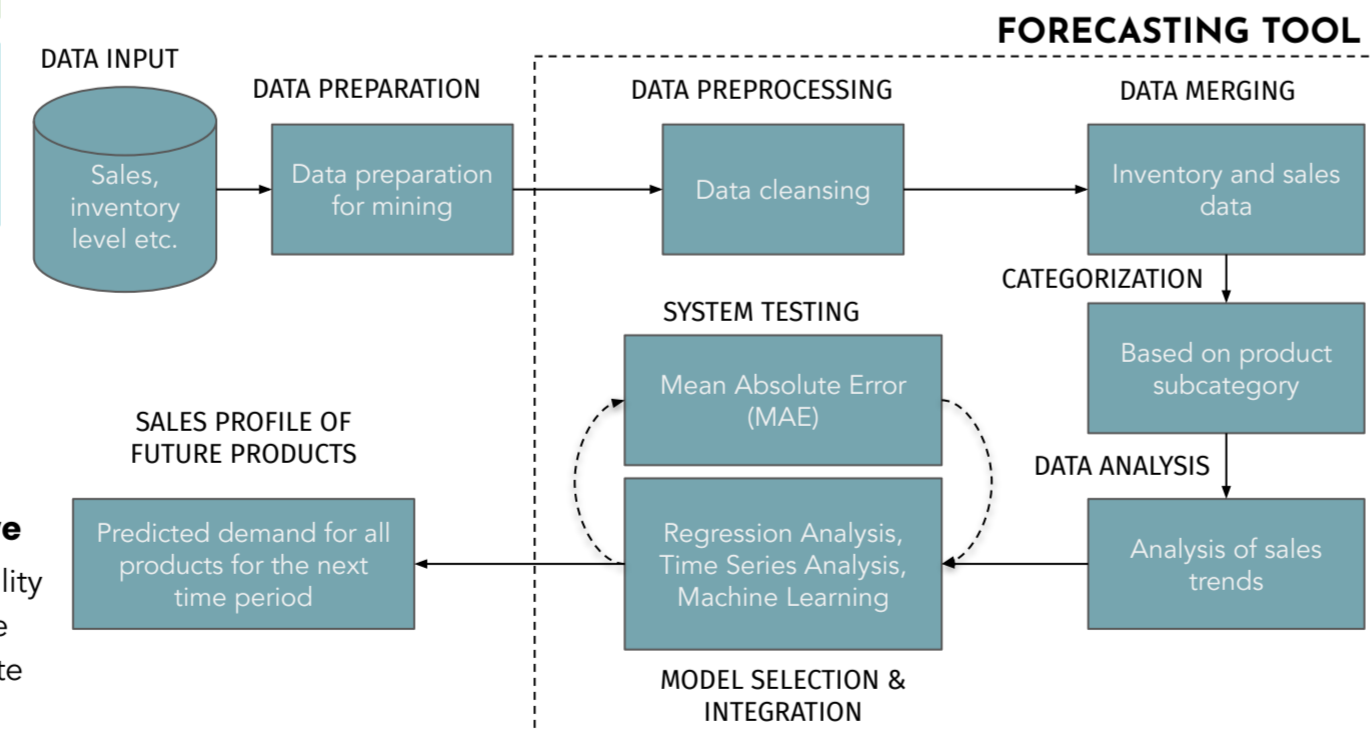 FORECASTING TOOL
DATA INPUT
Sales,
inventory
level etc.
DATA PREPARATION
Data preparation
for mining
DATA PREPROCESSING
Data cleansing
DATA MERGING
Inventory and sales
data
CATEGORIZATION
Based on product
subcategory
DATA ANALYSIS
Analysis of sales
trends
SYSTEM TESTING
Mean Absolute Error
(MAE)
Regression Analysis,
Time Series Analysis,
Machine Learning
MODEL SELECTION &
INTEGRATION
SALES PROFILE OF
FUTURE PRODUCTS
Predicted demand for all
products for the next
time period